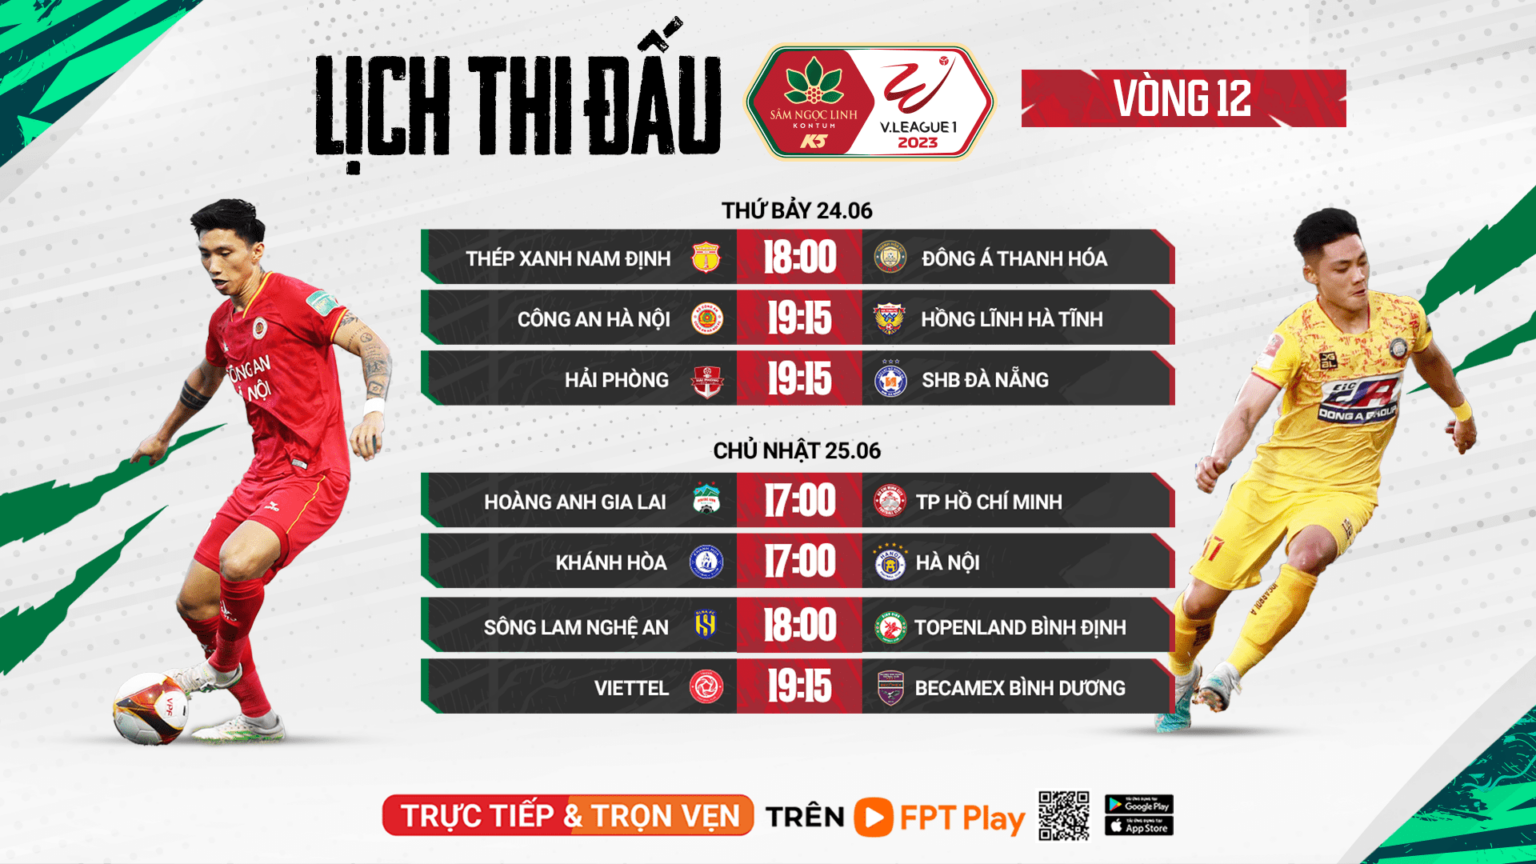 LỊCH THI ĐẤU
SÂM NGỌC LINH
KONTUM
K5
V.LEAGUE 1
2023
VÒNG 12
THỨ BẢY 24.06
THÉP XANH NAM ĐỊNH 18:00 ĐÔNG Á THANH HÓA
CÔNG AN HÀ NỘI 19:15 HỒNG LĨNH HÀ TĨNH
HẢI PHÒNG 19:15 SHB ĐÀ NẴNG
CHỦ NHẬT 25.06
HOÀNG ANH GIA LAI 17:00 TP HỒ CHÍ MINH
KHÁNH HÒA 17:00 HÀ NỘI
SÔNG LAM NGHỆ AN 18:00 TOPENLAND BÌNH ĐỊNH
VIETTEL 19:15 BECAMEX BÌNH DƯƠNG
DONG A GROUP
TRỰC TIẾP & TRỌN VẸN TRÊN FPT Play
Google Play
App Store